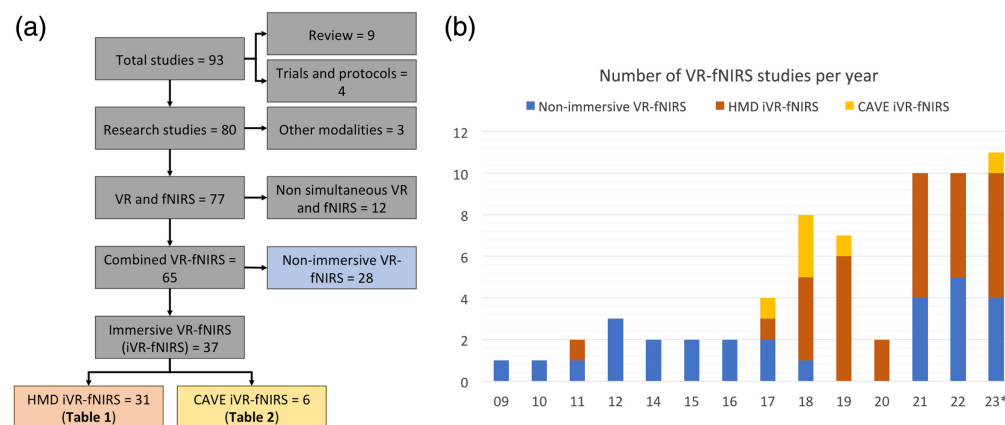 (a)
Total studies = 93
Review = 9
Trials and protocols =
4
Research studies = 80
Other modalities = 3
VR and fNIRS = 77
Non simultaneous VR
and fNIRS = 12
Combined VR-fNIRS =
65
Non-immersive VR-
fNIRS = 28
Immersive VR-fNIRS
(iVR-fNIRS) = 37
HMD iVR-fNIRS = 31
(Table 1)
CAVE iVR-fNIRS = 6
(Table 2)
(b)
Number of VR-fNIRS studies per year
Non-immersive VR-fNIRS HMD iVR-fNIRS CAVE iVR-fNIRS
12
10
8
6
4
2
0
09 10 11 12 14 15 16 17 18 19 20 21 22 23*